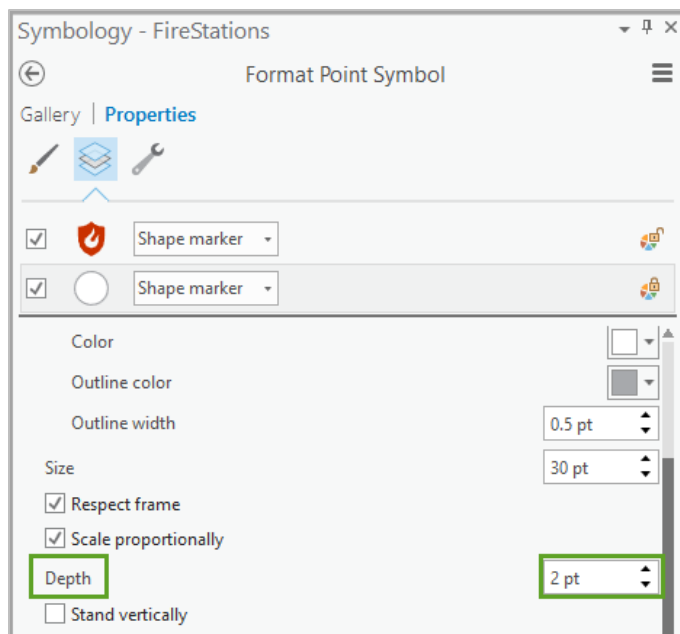 Symbology - FireStations
Format Point Symbol
Gallery | Properties
Shape marker
Shape marker
Color
Outline color
Outline width 0.5 pt
Size 30 pt
Respect frame
Scale proportionally
Depth 2 pt
Stand vertically